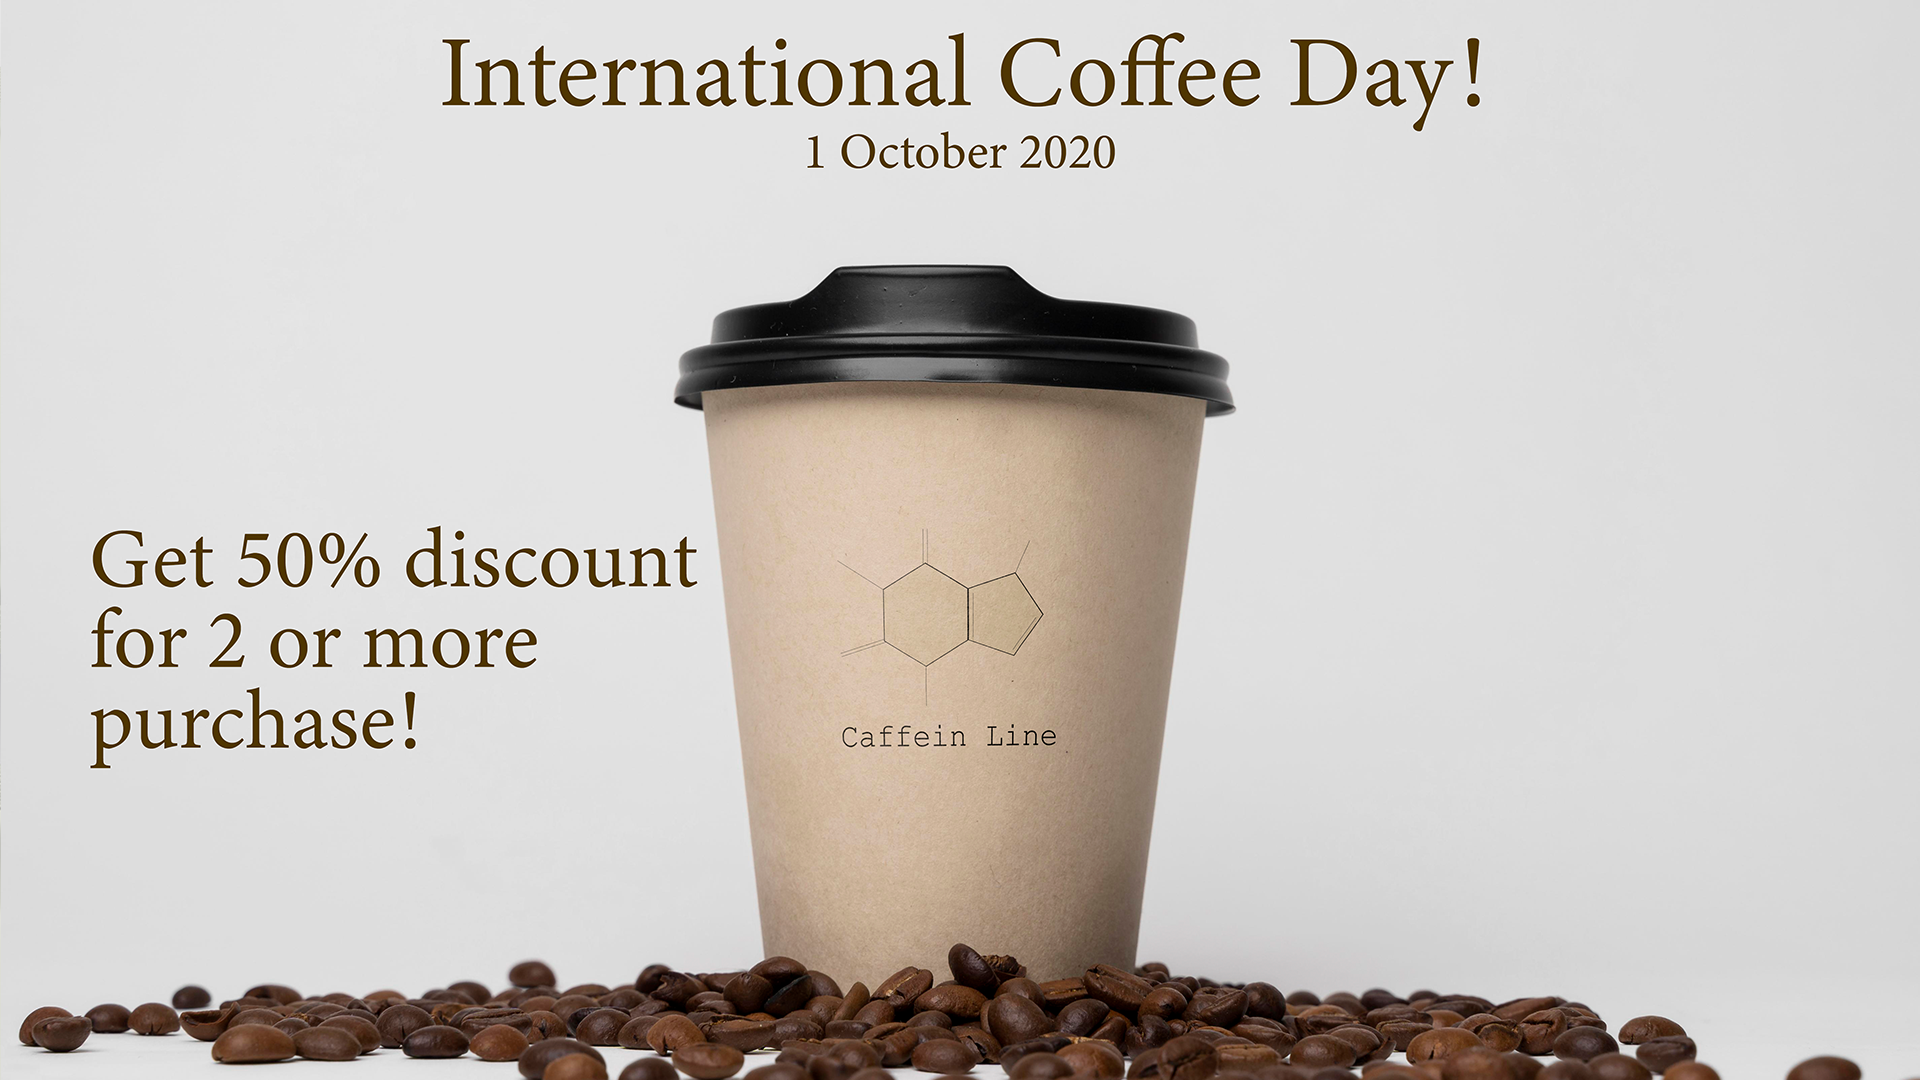 International Coffee Day!
1 October 2020
Get 50% discount
for 2 or more
purchase!
Caffein Line